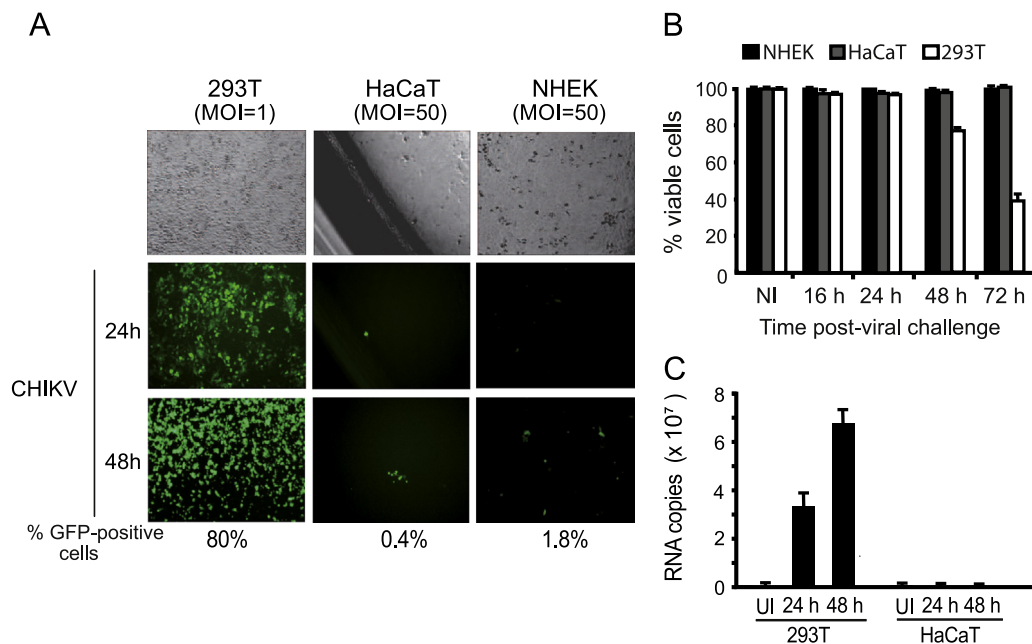 A
293T
(MOI=1)
HaCaT
(MOI=50)
NHEK
(MOI=50)
CHIKV
24h
48h
% GFP-positive
cells
80%
0.4%
1.8%
B
NHEK HaCaT 293T
% viable cells
100
80
60
40
20
0
NI 16 h 24 h 48 h 72 h
Time post-viral challenge
C
RNA copies (x 10⁷)
8
6
4
2
0
UI 24 h 48 h UI 24 h 48 h
293T HaCaT